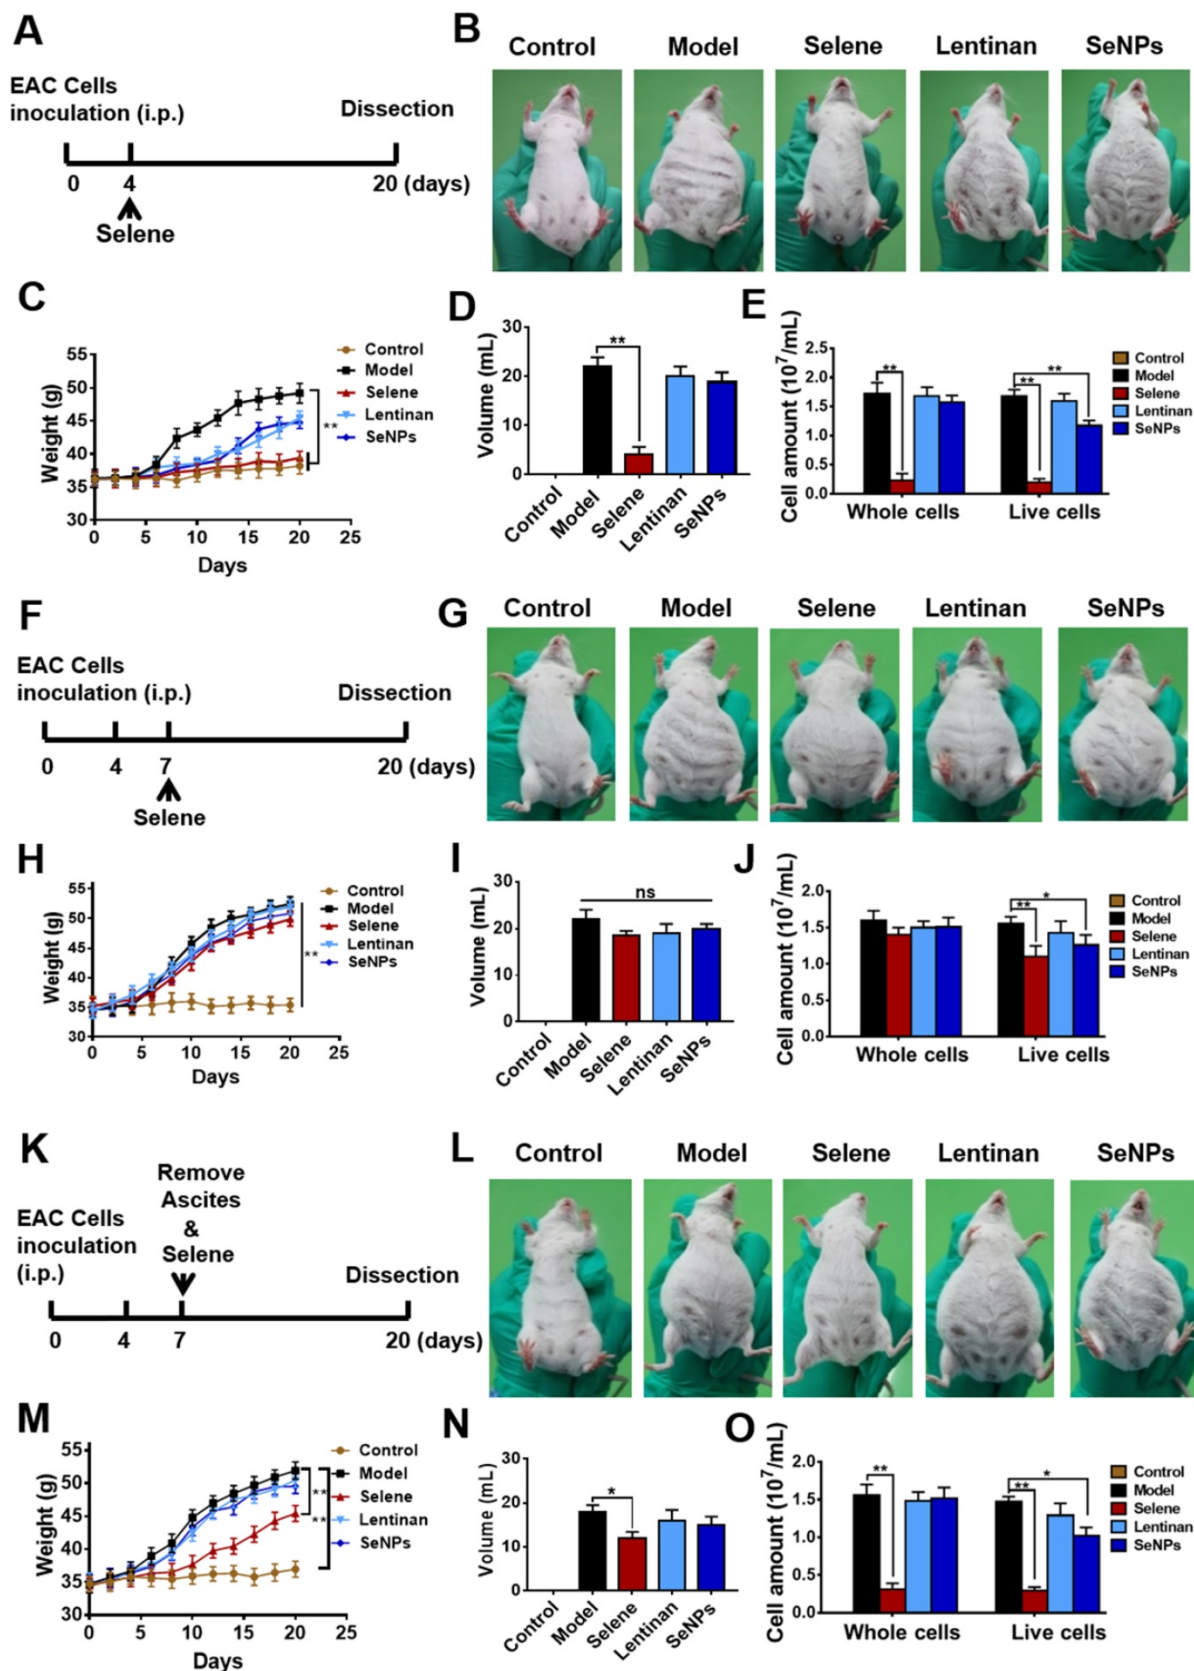 A
EAC Cells
inoculation (i.p.)
Dissection
0 4 20 (days)
Selene
B
Control Model Selene Lentinan SeNPs
C
Weight (g)
55
50
45
40
35
30
0 5 10 15 20 25
Days
Control
Model
Selene
Lentinan
SeNPs
**
D
Volume (mL)
30
20
10
0
**
Control Model Selene Lentinan SeNPs
E
Cell amount (10⁷/mL)
2.5
2.0
1.5
1.0
0.5
0.0
** ** **
Whole cells Live cells
Control
Model
Selene
Lentinan
SeNPs
F
EAC Cells
inoculation (i.p.)
Dissection
0 4 7 20 (days)
Selene
G
Control Model Selene Lentinan SeNPs
H
Weight (g)
55
50
45
40
35
30
0 5 10 15 20 25
Days
Control
Model
Selene
Lentinan
SeNPs
**
I
Volume (mL)
30
20
10
0
ns
Control Model Selene Lentinan SeNPs
J
Cell amount (10⁷/mL)
2.0
1.5
1.0
0.5
0.0
** *
Whole cells Live cells
Control
Model
Selene
Lentinan
SeNPs
K
Remove
Ascites
&
Selene
EAC Cells
inoculation
(i.p.)
Dissection
0 4 7 20 (days)
L
Control Model Selene Lentinan SeNPs
M
Weight (g)
55
50
45
40
35
30
0 5 10 15 20 25
Days
Control
Model
Selene
Lentinan
SeNPs
**
**
N
Volume (mL)
30
20
10
0
*
Control Model Selene Lentinan SeNPs
O
Cell amount (10⁷/mL)
2.0
1.5
1.0
0.5
0.0
** ** *
Whole cells Live cells
Control
Model
Selene
Lentinan
SeNPs